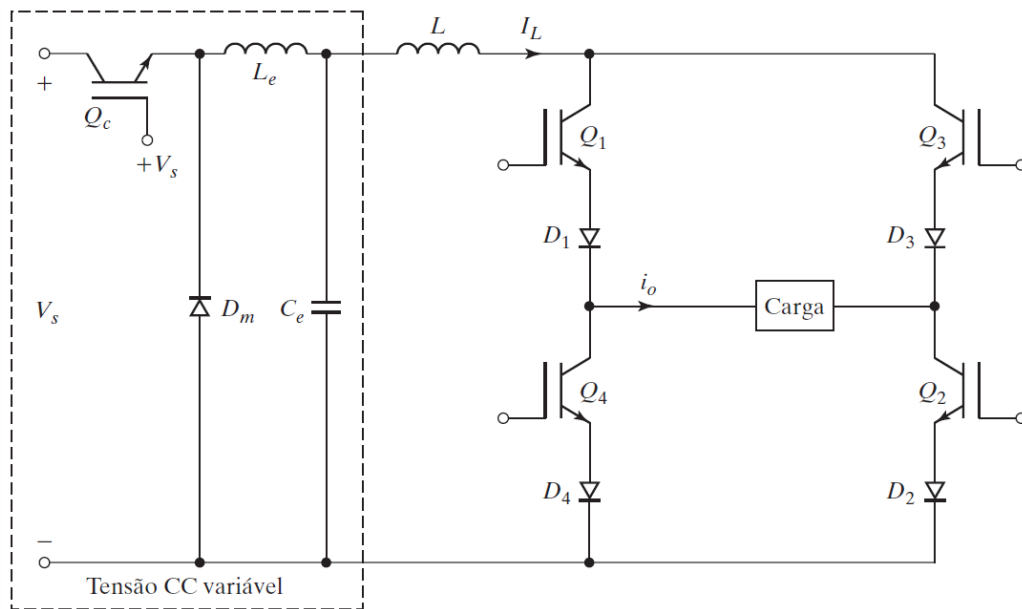 L
I_L
L_e
+
Q_c
+V_s
Q_1
Q_3
D_1
D_3
V_s
D_m
C_e
i_o
Carga
Q_4
Q_2
D_4
D_2
−
Tensão CC variável